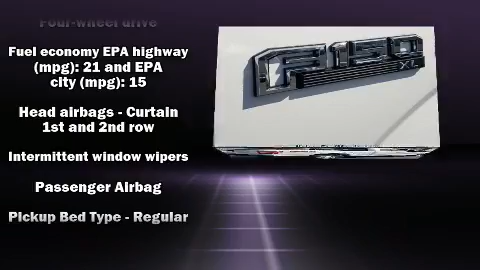 Four-wheel drive
Fuel economy EPA highway
(mpg): 21 and EPA
city (mpg): 15
Head airbags - Curtain
1st and 2nd row
Intermittent window wipers
Passenger Airbag
Pickup Bed Type - Regular
F150
XL